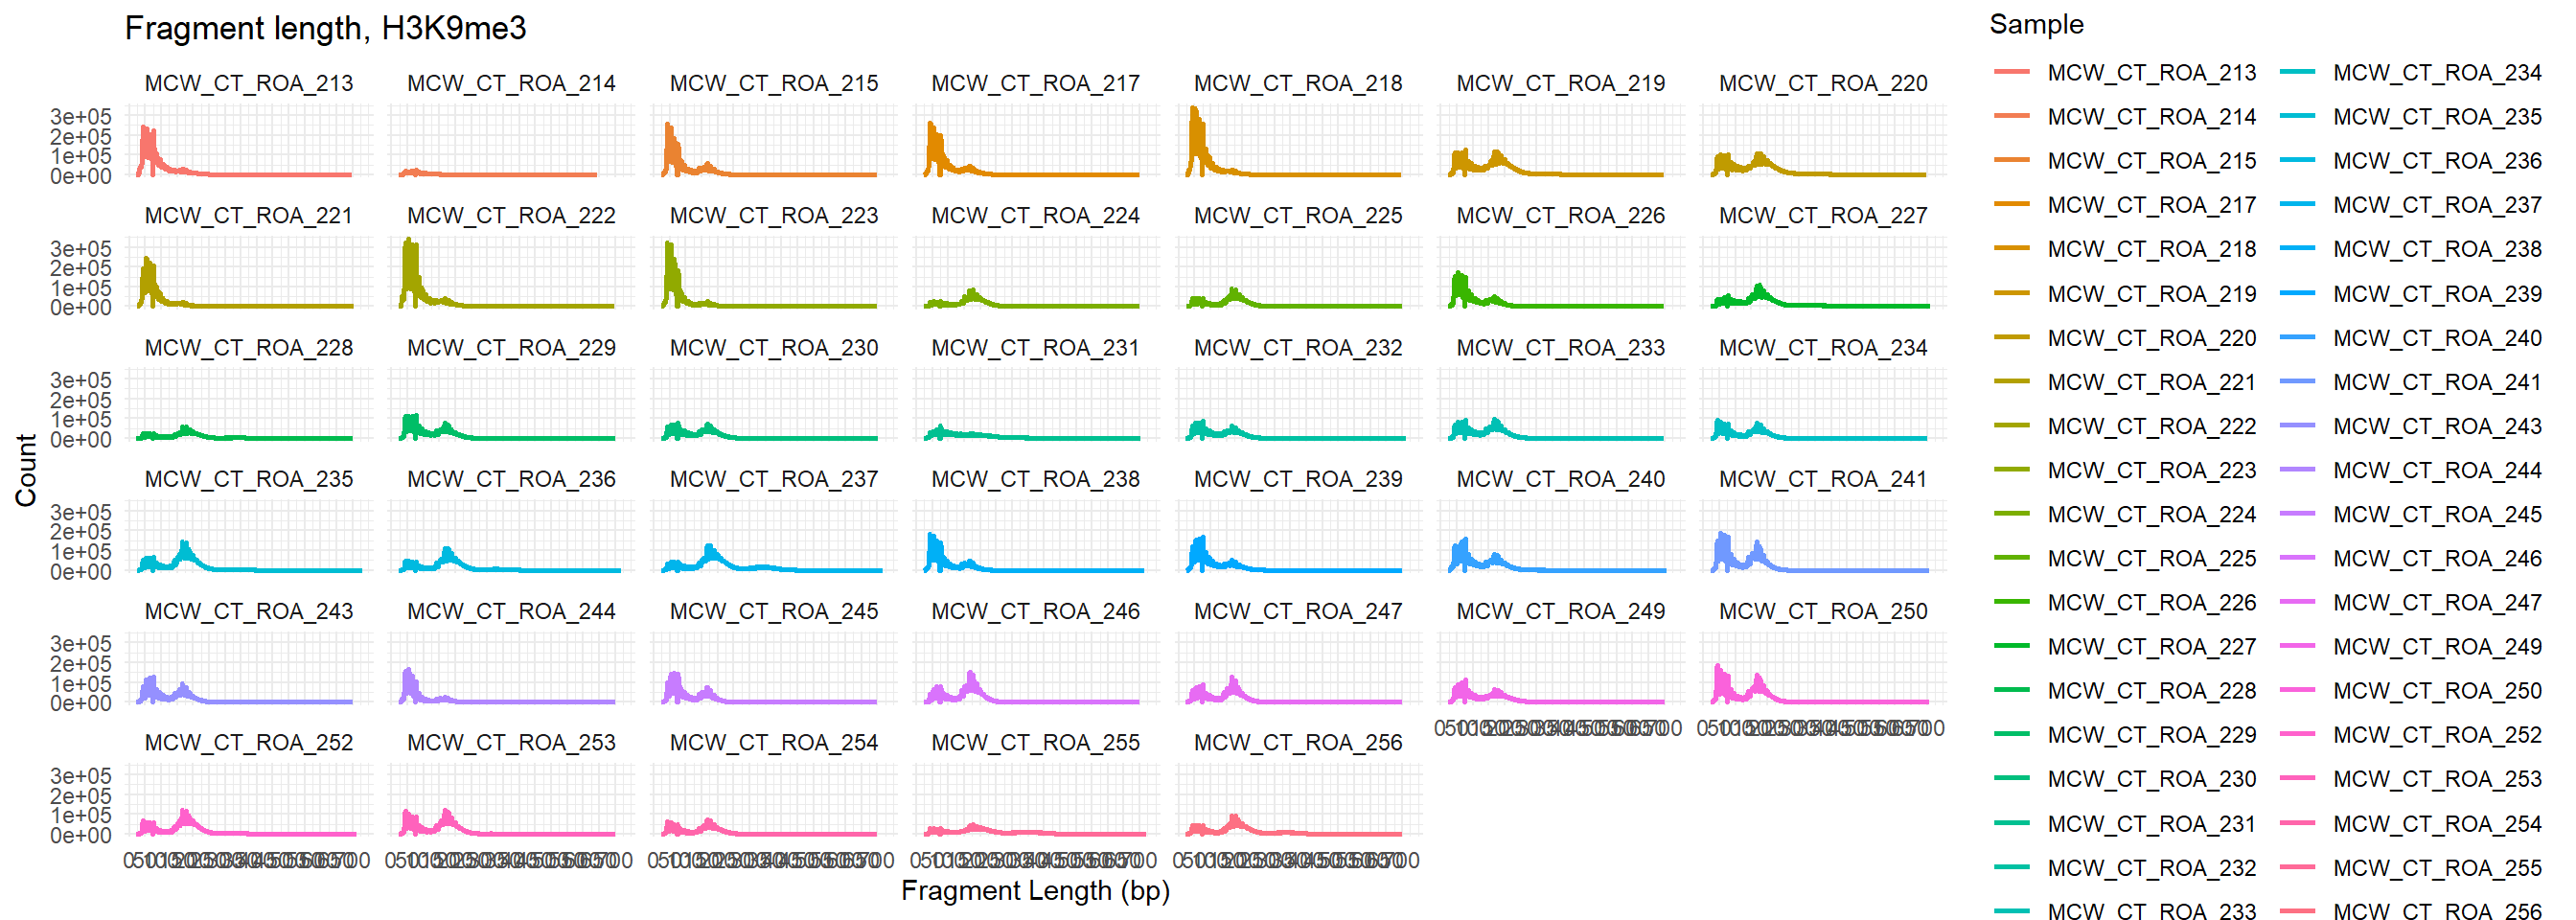 Fragment length, H3K9me3
MCW_CT_ROA_213 MCW_CT_ROA_214 MCW_CT_ROA_215 MCW_CT_ROA_217 MCW_CT_ROA_218 MCW_CT_ROA_219 MCW_CT_ROA_220
3e+05
2e+05
1e+05
0e+00
MCW_CT_ROA_221 MCW_CT_ROA_222 MCW_CT_ROA_223 MCW_CT_ROA_224 MCW_CT_ROA_225 MCW_CT_ROA_226 MCW_CT_ROA_227
3e+05
2e+05
1e+05
0e+00
MCW_CT_ROA_228 MCW_CT_ROA_229 MCW_CT_ROA_230 MCW_CT_ROA_231 MCW_CT_ROA_232 MCW_CT_ROA_233 MCW_CT_ROA_234
3e+05
2e+05
1e+05
0e+00
MCW_CT_ROA_235 MCW_CT_ROA_236 MCW_CT_ROA_237 MCW_CT_ROA_238 MCW_CT_ROA_239 MCW_CT_ROA_240 MCW_CT_ROA_241
3e+05
2e+05
1e+05
0e+00
MCW_CT_ROA_243 MCW_CT_ROA_244 MCW_CT_ROA_245 MCW_CT_ROA_246 MCW_CT_ROA_247 MCW_CT_ROA_249 MCW_CT_ROA_250
3e+05
2e+05
1e+05
0e+00
MCW_CT_ROA_252 MCW_CT_ROA_253 MCW_CT_ROA_254 MCW_CT_ROA_255 MCW_CT_ROA_256
3e+05
2e+05
1e+05
0e+00
Count
Fragment Length (bp)
Sample
MCW_CT_ROA_213 MCW_CT_ROA_234
MCW_CT_ROA_214 MCW_CT_ROA_235
MCW_CT_ROA_215 MCW_CT_ROA_236
MCW_CT_ROA_217 MCW_CT_ROA_237
MCW_CT_ROA_218 MCW_CT_ROA_238
MCW_CT_ROA_219 MCW_CT_ROA_239
MCW_CT_ROA_220 MCW_CT_ROA_240
MCW_CT_ROA_221 MCW_CT_ROA_241
MCW_CT_ROA_222 MCW_CT_ROA_243
MCW_CT_ROA_223 MCW_CT_ROA_244
MCW_CT_ROA_224 MCW_CT_ROA_245
MCW_CT_ROA_225 MCW_CT_ROA_246
MCW_CT_ROA_226 MCW_CT_ROA_247
MCW_CT_ROA_227 MCW_CT_ROA_249
MCW_CT_ROA_228 MCW_CT_ROA_250
MCW_CT_ROA_229 MCW_CT_ROA_252
MCW_CT_ROA_230 MCW_CT_ROA_253
MCW_CT_ROA_231 MCW_CT_ROA_254
MCW_CT_ROA_232 MCW_CT_ROA_255
MCW_CT_ROA_233 MCW_CT_ROA_256